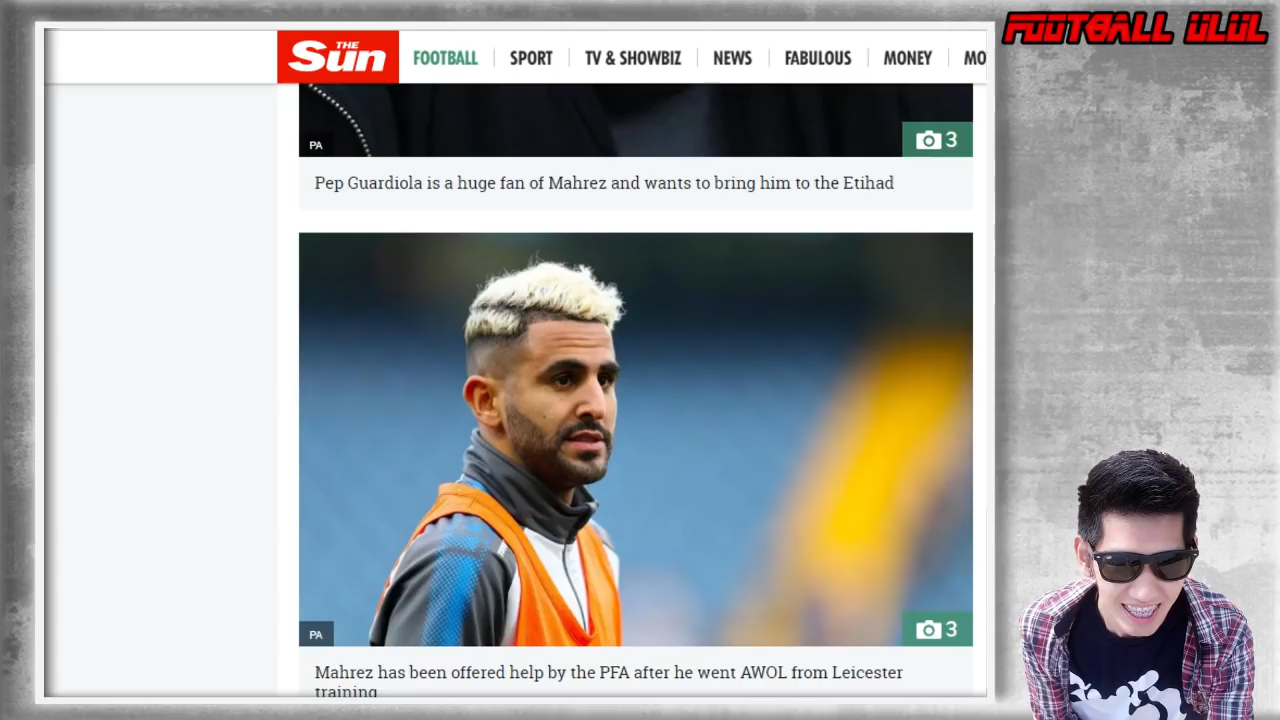 FOOTBALL ULUL
THE Sun
FOOTBALL SPORT TV & SHOWBIZ NEWS FABULOUS MONEY MO
PA
3
Pep Guardiola is a huge fan of Mahrez and wants to bring him to the Etihad
PA
3
Mahrez has been offered help by the PFA after he went AWOL from Leicester
training